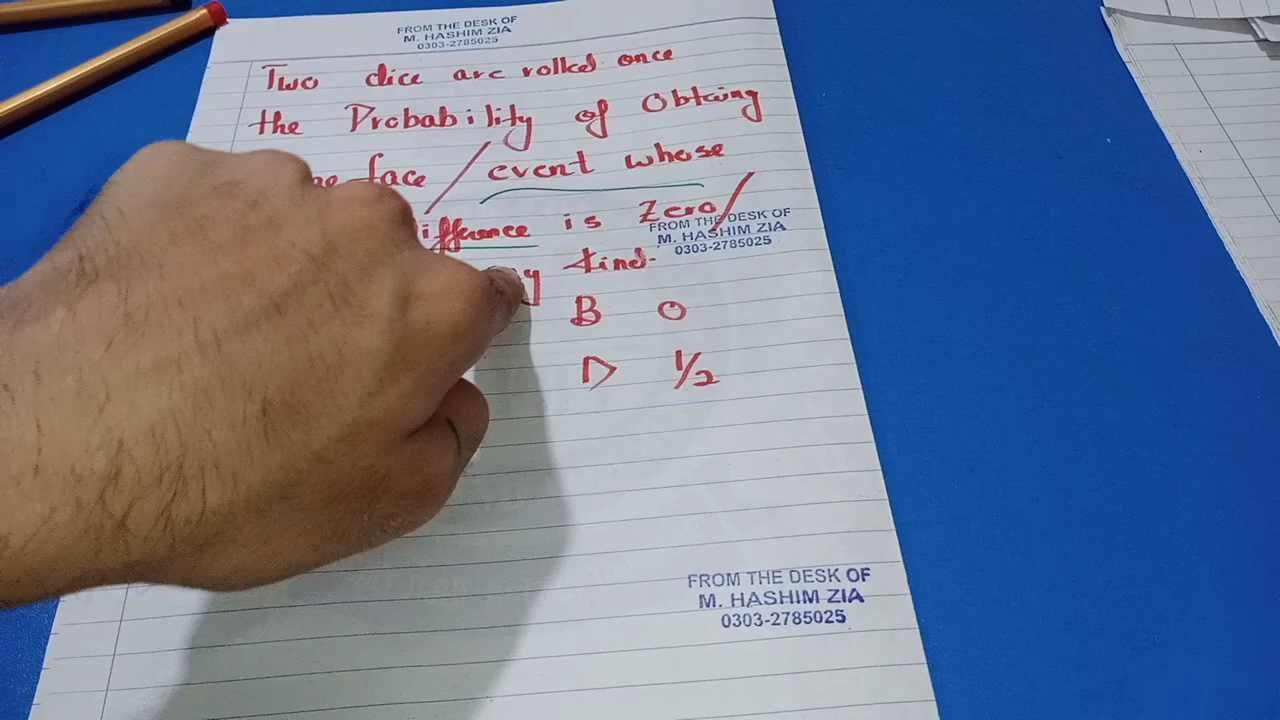 FROM THE DESK OF
M. HASHIM ZIA
0303-2785025
Two dice are rolled once
the Probability of Obtaing
face / event whose
ifference is Zero/
FROM THE DESK OF
M. HASHIM ZIA
0303-2785025
kind.
B 0
D 1/2
FROM THE DESK OF
M. HASHIM ZIA
0303-2785025